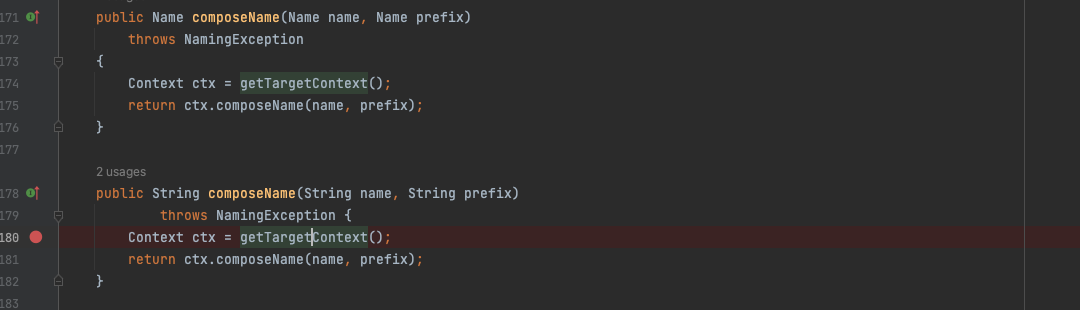 171 public Name composeName(Name name, Name prefix)
172 throws NamingException
173 {
174 Context ctx = getTargetContext();
175 return ctx.composeName(name, prefix);
176 }
177
2 usages
178 public String composeName(String name, String prefix)
179 throws NamingException {
180 Context ctx = getTargetContext();
181 return ctx.composeName(name, prefix);
182 }
183